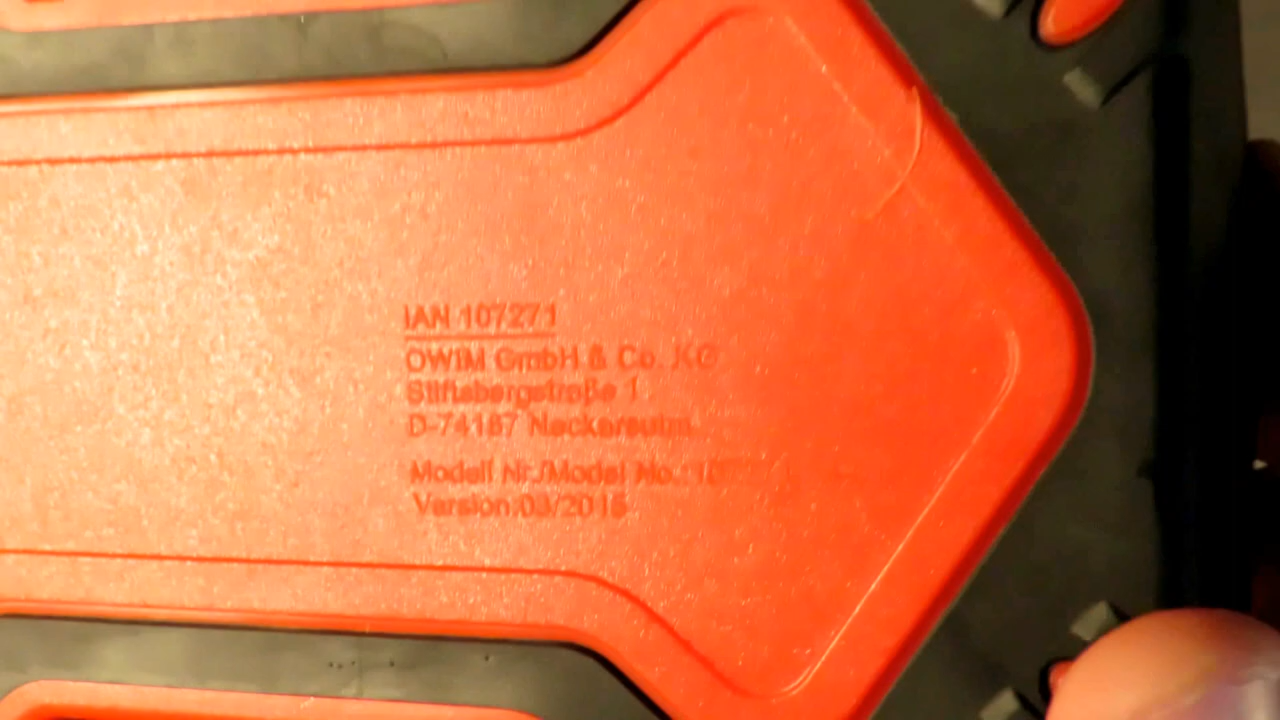 IAN 107271
OWIM GmbH & Co. KG
Stiftsbergstraße 1
D-74167 Neckarsulm
Modell Nr./Model No.:
Version:03/2015